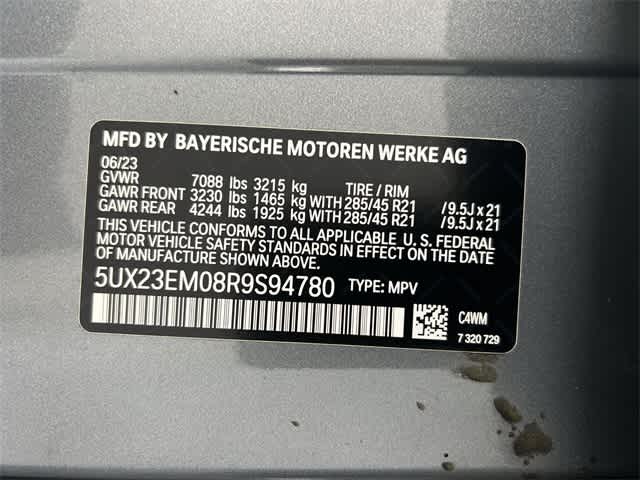 MFD BY BAYERISCHE MOTOREN WERKE AG
06/23
GVWR 7088 lbs 3215 kg TIRE / RIM
GAWR FRONT 3230 lbs 1465 kg WITH 285/45 R21 /9.5J x 21
GAWR REAR 4244 lbs 1925 kg WITH 285/45 R21 /9.5J x 21
THIS VEHICLE CONFORMS TO ALL APPLICABLE U.S. FEDERAL
MOTOR VEHICLE SAFETY STANDARDS IN EFFECT ON THE DATE
OF MANUFACTURE SHOWN ABOVE.
5UX23EM08R9S94780 TYPE: MPV
C4WM
7 320 729